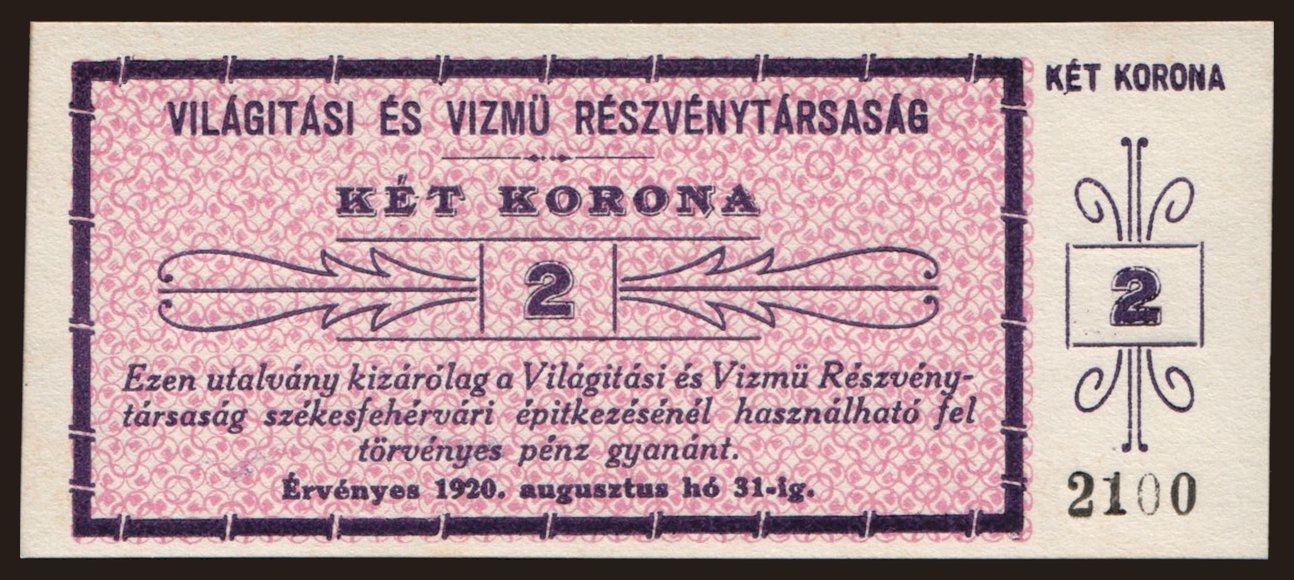 VILÁGITÁSI ÉS VIZMÜ RÉSZVÉNYTÁRSASÁG
KÉT KORONA
2
Ezen utalvány kizárólag a Világitási és Vizmü Részvény-
társaság székesfehérvári épitkezésénél használható fel
törvényes pénz gyanánt.
Érvényes 1920. augusztus hó 31-ig.
KÉT KORONA
2
2100